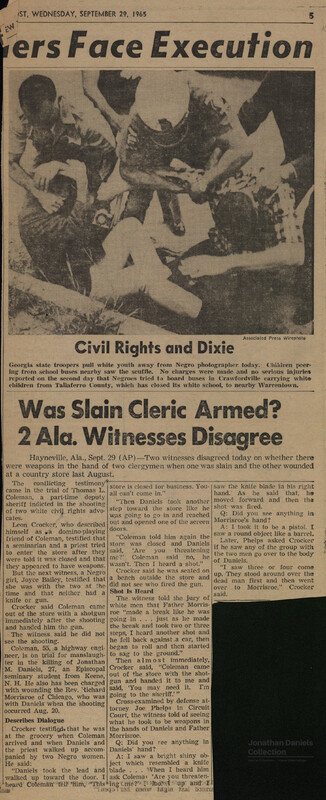 ST, WEDNESDAY, SEPTEMBER 29, 1965
5
ers Face Execution
Associated Press Wirephoto
Civil Rights and Dixie
Georgia state troopers pull white youth away from Negro photographer today. Children peer-
ing from school buses nearby saw the scuffle. No charges were made and no serious injuries
reported on the second day that Negroes tried to board buses in Crawfordville carrying white
children from Taliaferro County, which has closed its white school, to nearby Warrentown.
Was Slain Cleric Armed?
2 Ala. Witnesses Disagree
Hayneville, Ala., Sept. 29 (AP)—Two witnesses disagreed today on whether there
were weapons in the hand of two clergymen when one was slain and the other wounded
at a country store last August.
The conflicting testimony
came in the trial of Thomas L.
Coleman, a part-time deputy
sheriff indicted in the shooting
of two white civil rights advo-
cates.
Leon Crocker, who described
himself as a domino-playing
friend of Coleman, testified that
a seminarian and a priest tried
to enter the store after they
were told it was closed and that
they appeared to have weapons.
But the next witness, a Negro
girl, Joyce Bailey, testified that
she was with the two at the
time and that neither had a
knife or gun.
Crocker said Coleman came
out of the store with a shotgun
immediately after the shooting
and handed him the gun.
The witness said he did not
see the shooting.
Coleman, 55, a highway engi-
neer, is on trial for manslaugh-
ter in the killing of Jonathan
M. Daniels, 27, an Episcopal
seminary student from Keene,
N. H. He also has been charged
with wounding the Rev. Richard
Morrisroe of Chicago, who was
with Daniels when the shooting
occurred Aug. 20.
Describes Dialogue
Crocker testified that he was
at the grocery when Coleman
arrived and when Daniels and
the priest walked up accom-
panied by two Negro women.
He said:
"Daniels took the lead and
walked up toward the door. I
heard Coleman tell him, 'The
store is closed for business. You-
all can't come in.'
"Then Daniels took another
step toward the store like he
was going to go in and reached
out and opened one of the screen
doors.
"Coleman told him again the
store was closed and Daniels
said, 'Are you threatening
me?' Coleman said no, he
wasn't. Then I heard a shot."
Crocker said he was seated on
a bench outside the store and
did not see who fired the gun.
Shot Is Heard
The witness told the jury of
white men that Father Morris-
roe "made a break like he was
going in . . . just as he made
the break and took two or three
steps, I heard another shot and
he fell back against a car, then
began to roll and then started
to sag to the ground."
Then almost immediately,
Crocker said, "Coleman came
out of the store with the shot-
gun and handed it to me and
said, 'You may need it. I'm
going to the sheriff.'"
Cross-examined by defense at-
torney Joe Phelps in Circuit
Court, the witness told of seeing
what he took to be weapons in
the hands of Daniels and Father
Morrisroe:
Q: Did you see anything in
Daniels' hand?
A: I saw a bright shiny ob-
ject which resembled a knife
blade . . . When I heard him
ask Coleman: 'Are you threaten-
ing me?' I looked up and
saw the knife blade in his right
hand. As he said that, he
moved forward and then the
shot was fired.
Q: Did you see anything in
Morrisroe's hand?
A: I took it to be a pistol. I
saw a round object like a barrel.
Later, Phelps asked Crocker
if he saw any of the group with
the two men go over to the body
of Daniels.
"I saw three or four come
up. They stood around over the
dead man first and then went
over to Morrisroe," Crocker
said.
Jonathan Daniels
Collection